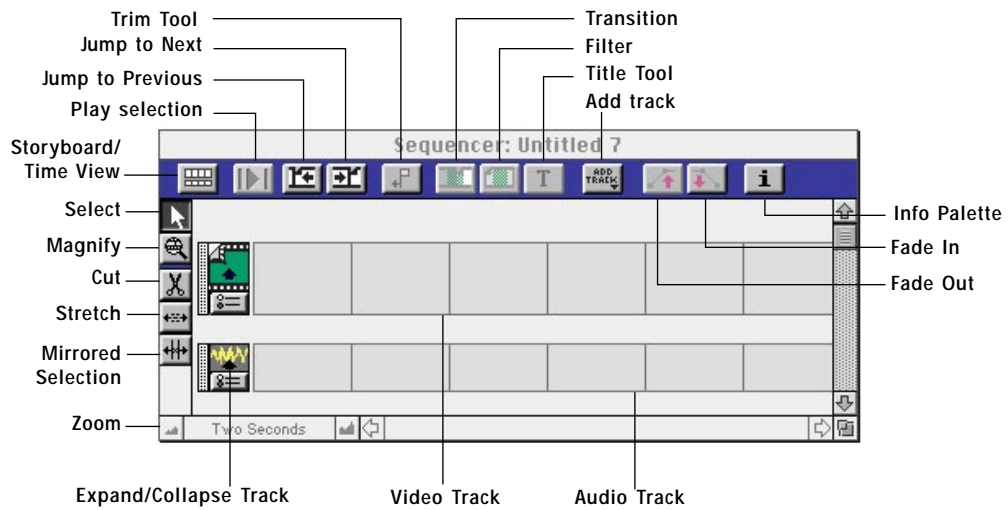 Trim Tool
Jump to Next
Jump to Previous
Play selection
Transition
Filter
Title Tool
Add track
Storyboard/
Time View
Sequencer: Untitled 7
T
ADD
TRACK
i
Select
Magnify
Cut
Stretch
Mirrored
Selection
Zoom
Info Palette
Fade In
Fade Out
Two Seconds
Expand/Collapse Track
Video Track
Audio Track